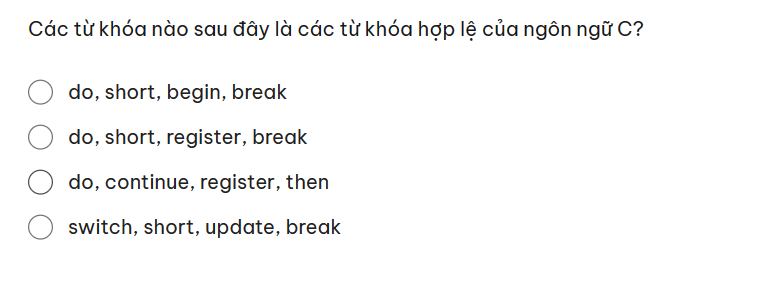 Các từ khóa nào sau đây là các từ khóa hợp lệ của ngôn ngữ C?
do, short, begin, break
do, short, register, break
do, continue, register, then
switch, short, update, break